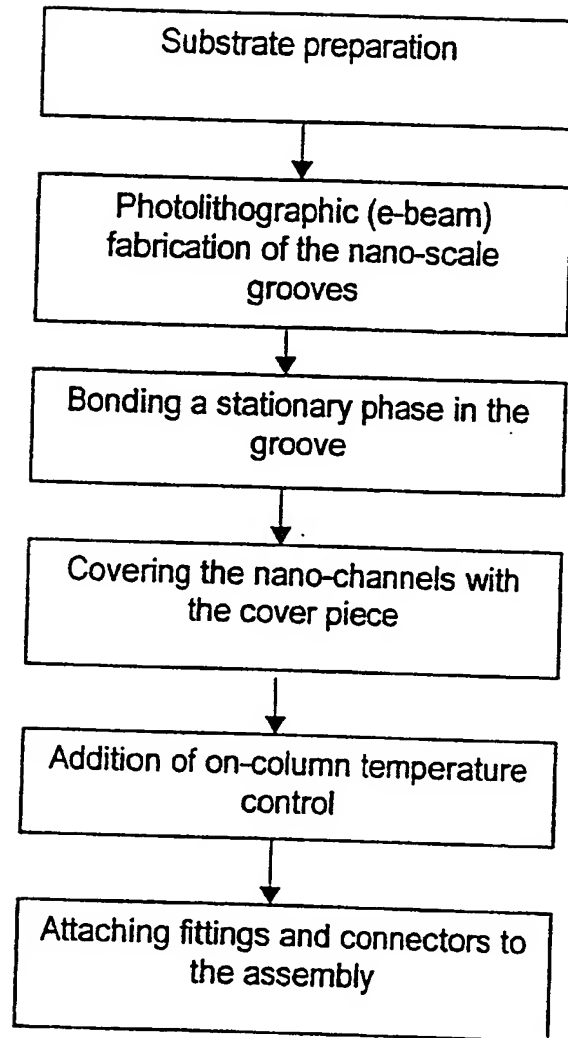 Substrate preparation
Photolithographic (e-beam)
fabrication of the nano-scale
grooves
Bonding a stationary phase in the
groove
Covering the nano-channels with
the cover piece
Addition of on-column temperature
control
Attaching fittings and connectors to
the assembly